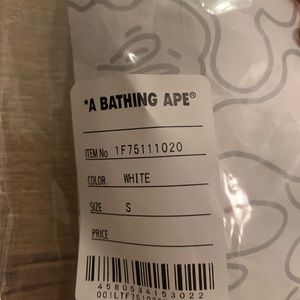 *A BATHING APE®
ITEM No 1F75111020
COLOR WHITE
SIZE S
PRICE
4580534153022